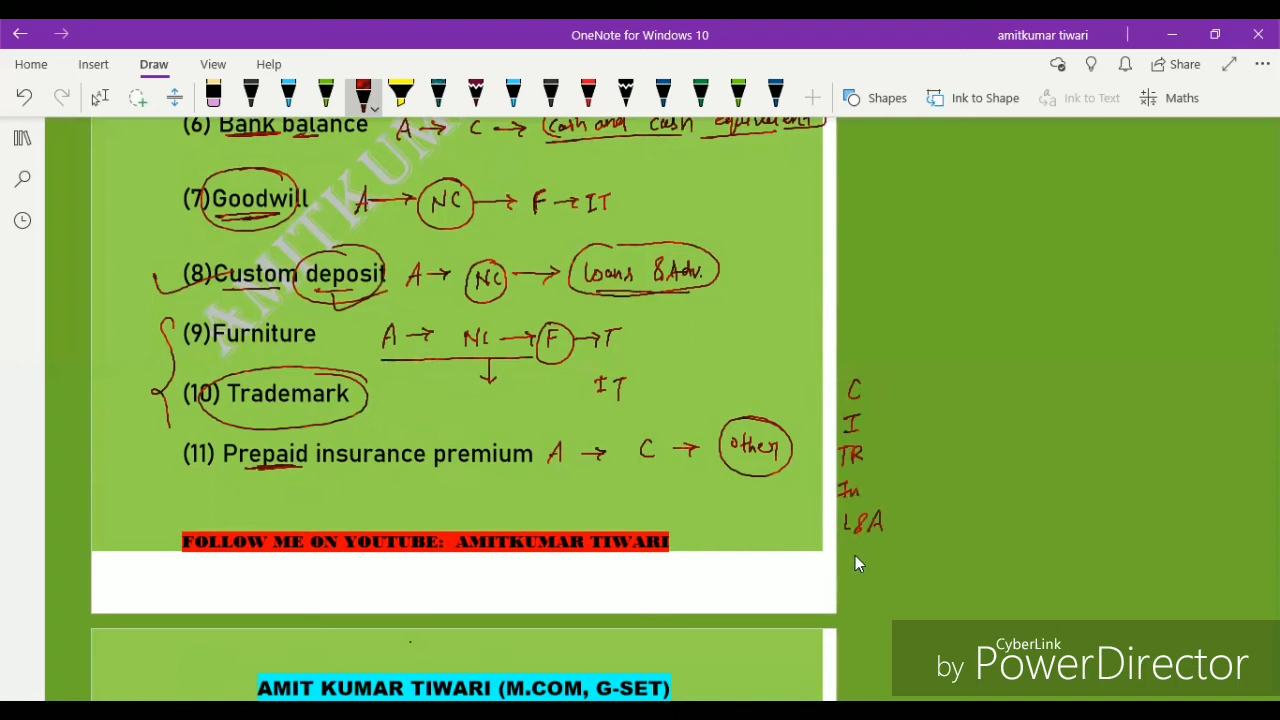 OneNote for Windows 10
amitkumar tiwari
Home Insert Draw View Help
Share
Shapes Ink to Shape Ink to Text Maths
(6) Bank balance A → C → Cash and cash equivalent
(7)Goodwill A → NC → F → IT
(8)Custom deposit A → NC → loans & Adv.
(9)Furniture A → NC → F → T
(10) Trademark IT
(11) Prepaid insurance premium A → C → other
C
I
TR
In
L&A
AMITKUM
FOLLOW ME ON YOUTUBE: AMITKUMAR TIWARI
AMIT KUMAR TIWARI (M.COM, G-SET)
CyberLink
by PowerDirector